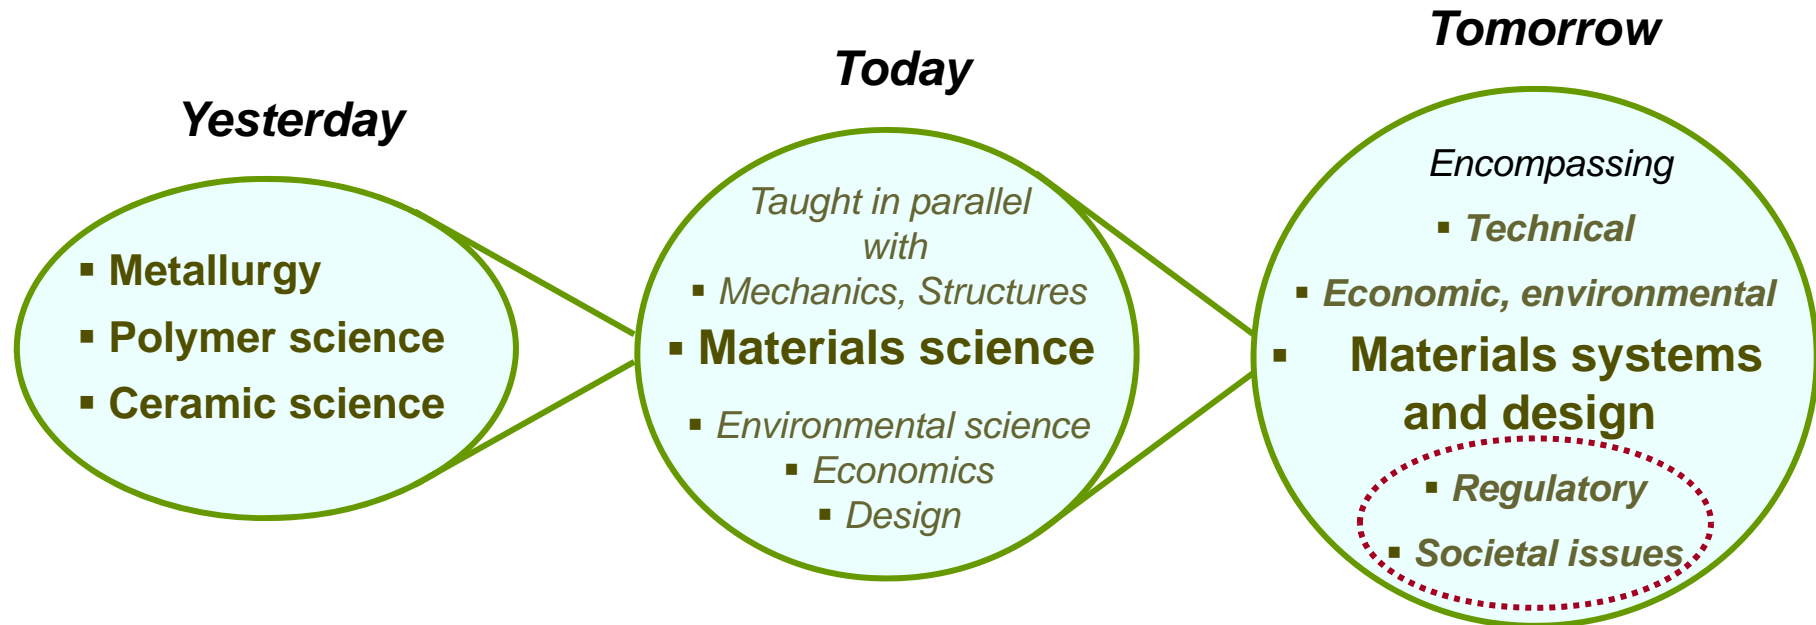 Yesterday
▪ Metallurgy
▪ Polymer science
▪ Ceramic science
Today
Taught in parallel
with
▪ Mechanics, Structures
▪ Materials science
▪ Environmental science
▪ Economics
▪ Design
Tomorrow
Encompassing
▪ Technical
▪ Economic, environmental
▪ Materials systems
and design
▪ Regulatory
▪ Societal issues